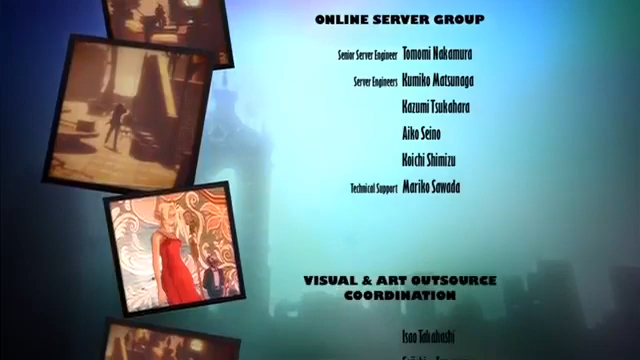 ONLINE SERVER GROUP
Senior Server Engineer Tomomi Nakamura
Server Engineers Kumiko Matsunaga
Kazumi Tsukahara
Aiko Seino
Koichi Shimizu
Technical Support Mariko Sawada
VISUAL & ART OUTSOURCE
COORDINATION
Isao Takahashi